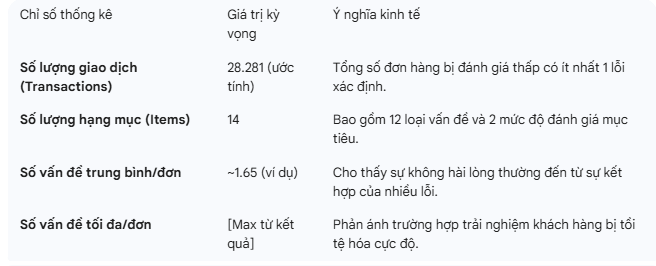 Chỉ số thống kê Giá trị kỳ vọng Ý nghĩa kinh tế
Số lượng giao dịch (Transactions) 28.281 (ước tính) Tổng số đơn hàng bị đánh giá thấp có ít nhất 1 lỗi xác định.
Số lượng hạng mục (Items) 14 Bao gồm 12 loại vấn đề và 2 mức độ đánh giá mục tiêu.
Số vấn đề trung bình/đơn ~1.65 (ví dụ) Cho thấy sự không hài lòng thường đến từ sự kết hợp của nhiều lỗi.
Số vấn đề tối đa/đơn [Max từ kết quả] Phản ánh trường hợp trải nghiệm khách hàng bị tồi tệ hóa cực độ.